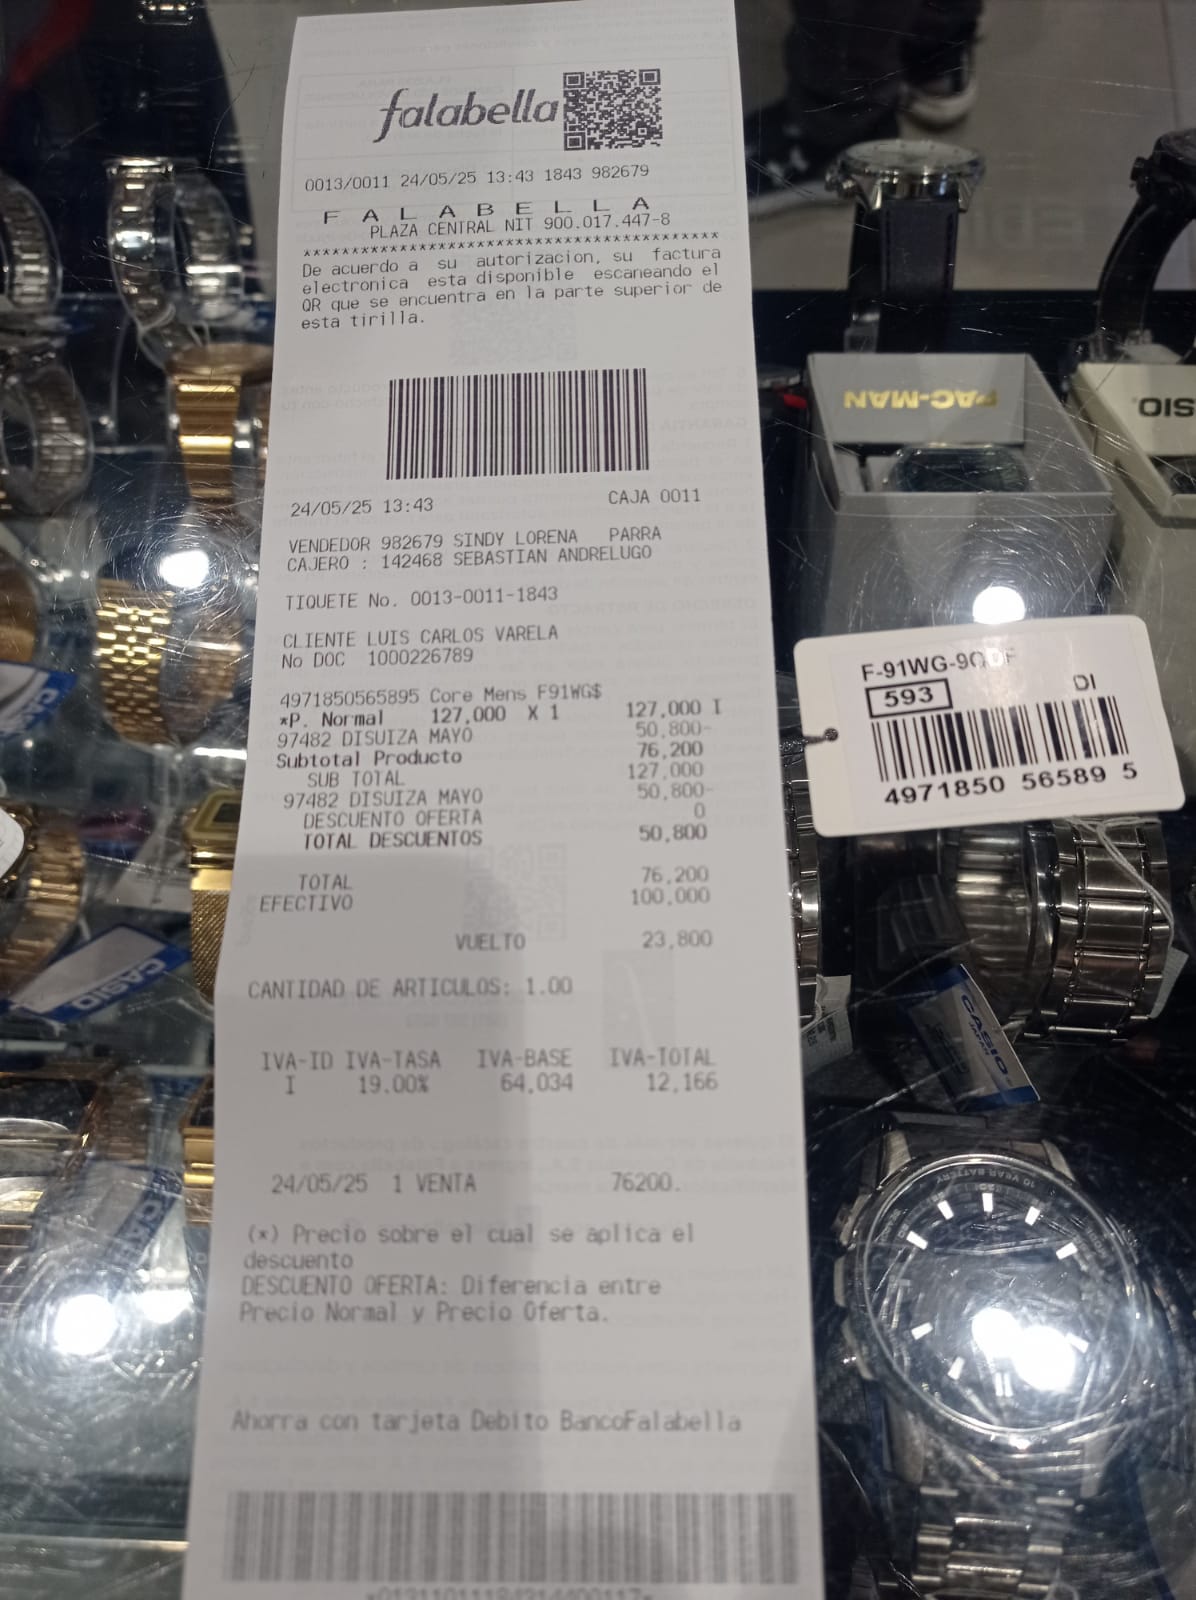 falabella
0013/0011 24/05/25 13:43 1843 982679
F A L A B E L L A
PLAZA CENTRAL NIT 900.017.447-8
******************************************
De acuerdo a su autorizacion, su factura
electronica esta disponible escaneando el
QR que se encuentra en la parte superior de
esta tirilla.
24/05/25 13:43 CAJA 0011
VENDEDOR 982679 SINDY LORENA PARRA
CAJERO : 142468 SEBASTIAN ANDRELUGO
TIQUETE No. 0013-0011-1843
CLIENTE LUIS CARLOS VARELA
No DOC 1000226789
4971850565895 Core Mens F91WG$
*P. Normal 127,000 X 1 127,000 I
97482 DISUIZA MAYO 50,800-
Subtotal Producto 76,200
SUB TOTAL 127,000
97482 DISUIZA MAYO 50,800-
DESCUENTO OFERTA 0
TOTAL DESCUENTOS 50,800
TOTAL 76,200
EFECTIVO 100,000
VUELTO 23,800
CANTIDAD DE ARTICULOS: 1.00
IVA-ID IVA-TASA IVA-BASE IVA-TOTAL
I 19.00% 64,034 12,166
24/05/25 1 VENTA 76200.
(*) Precio sobre el cual se aplica el
descuento
DESCUENTO OFERTA: Diferencia entre
Precio Normal y Precio Oferta.
Ahorra con tarjeta Debito BancoFalabella
PAC-MAN
CASIO
593
DI
4971850 56589 5
CASIO
CASIO
JAPAN
10 YEAR BATTERY